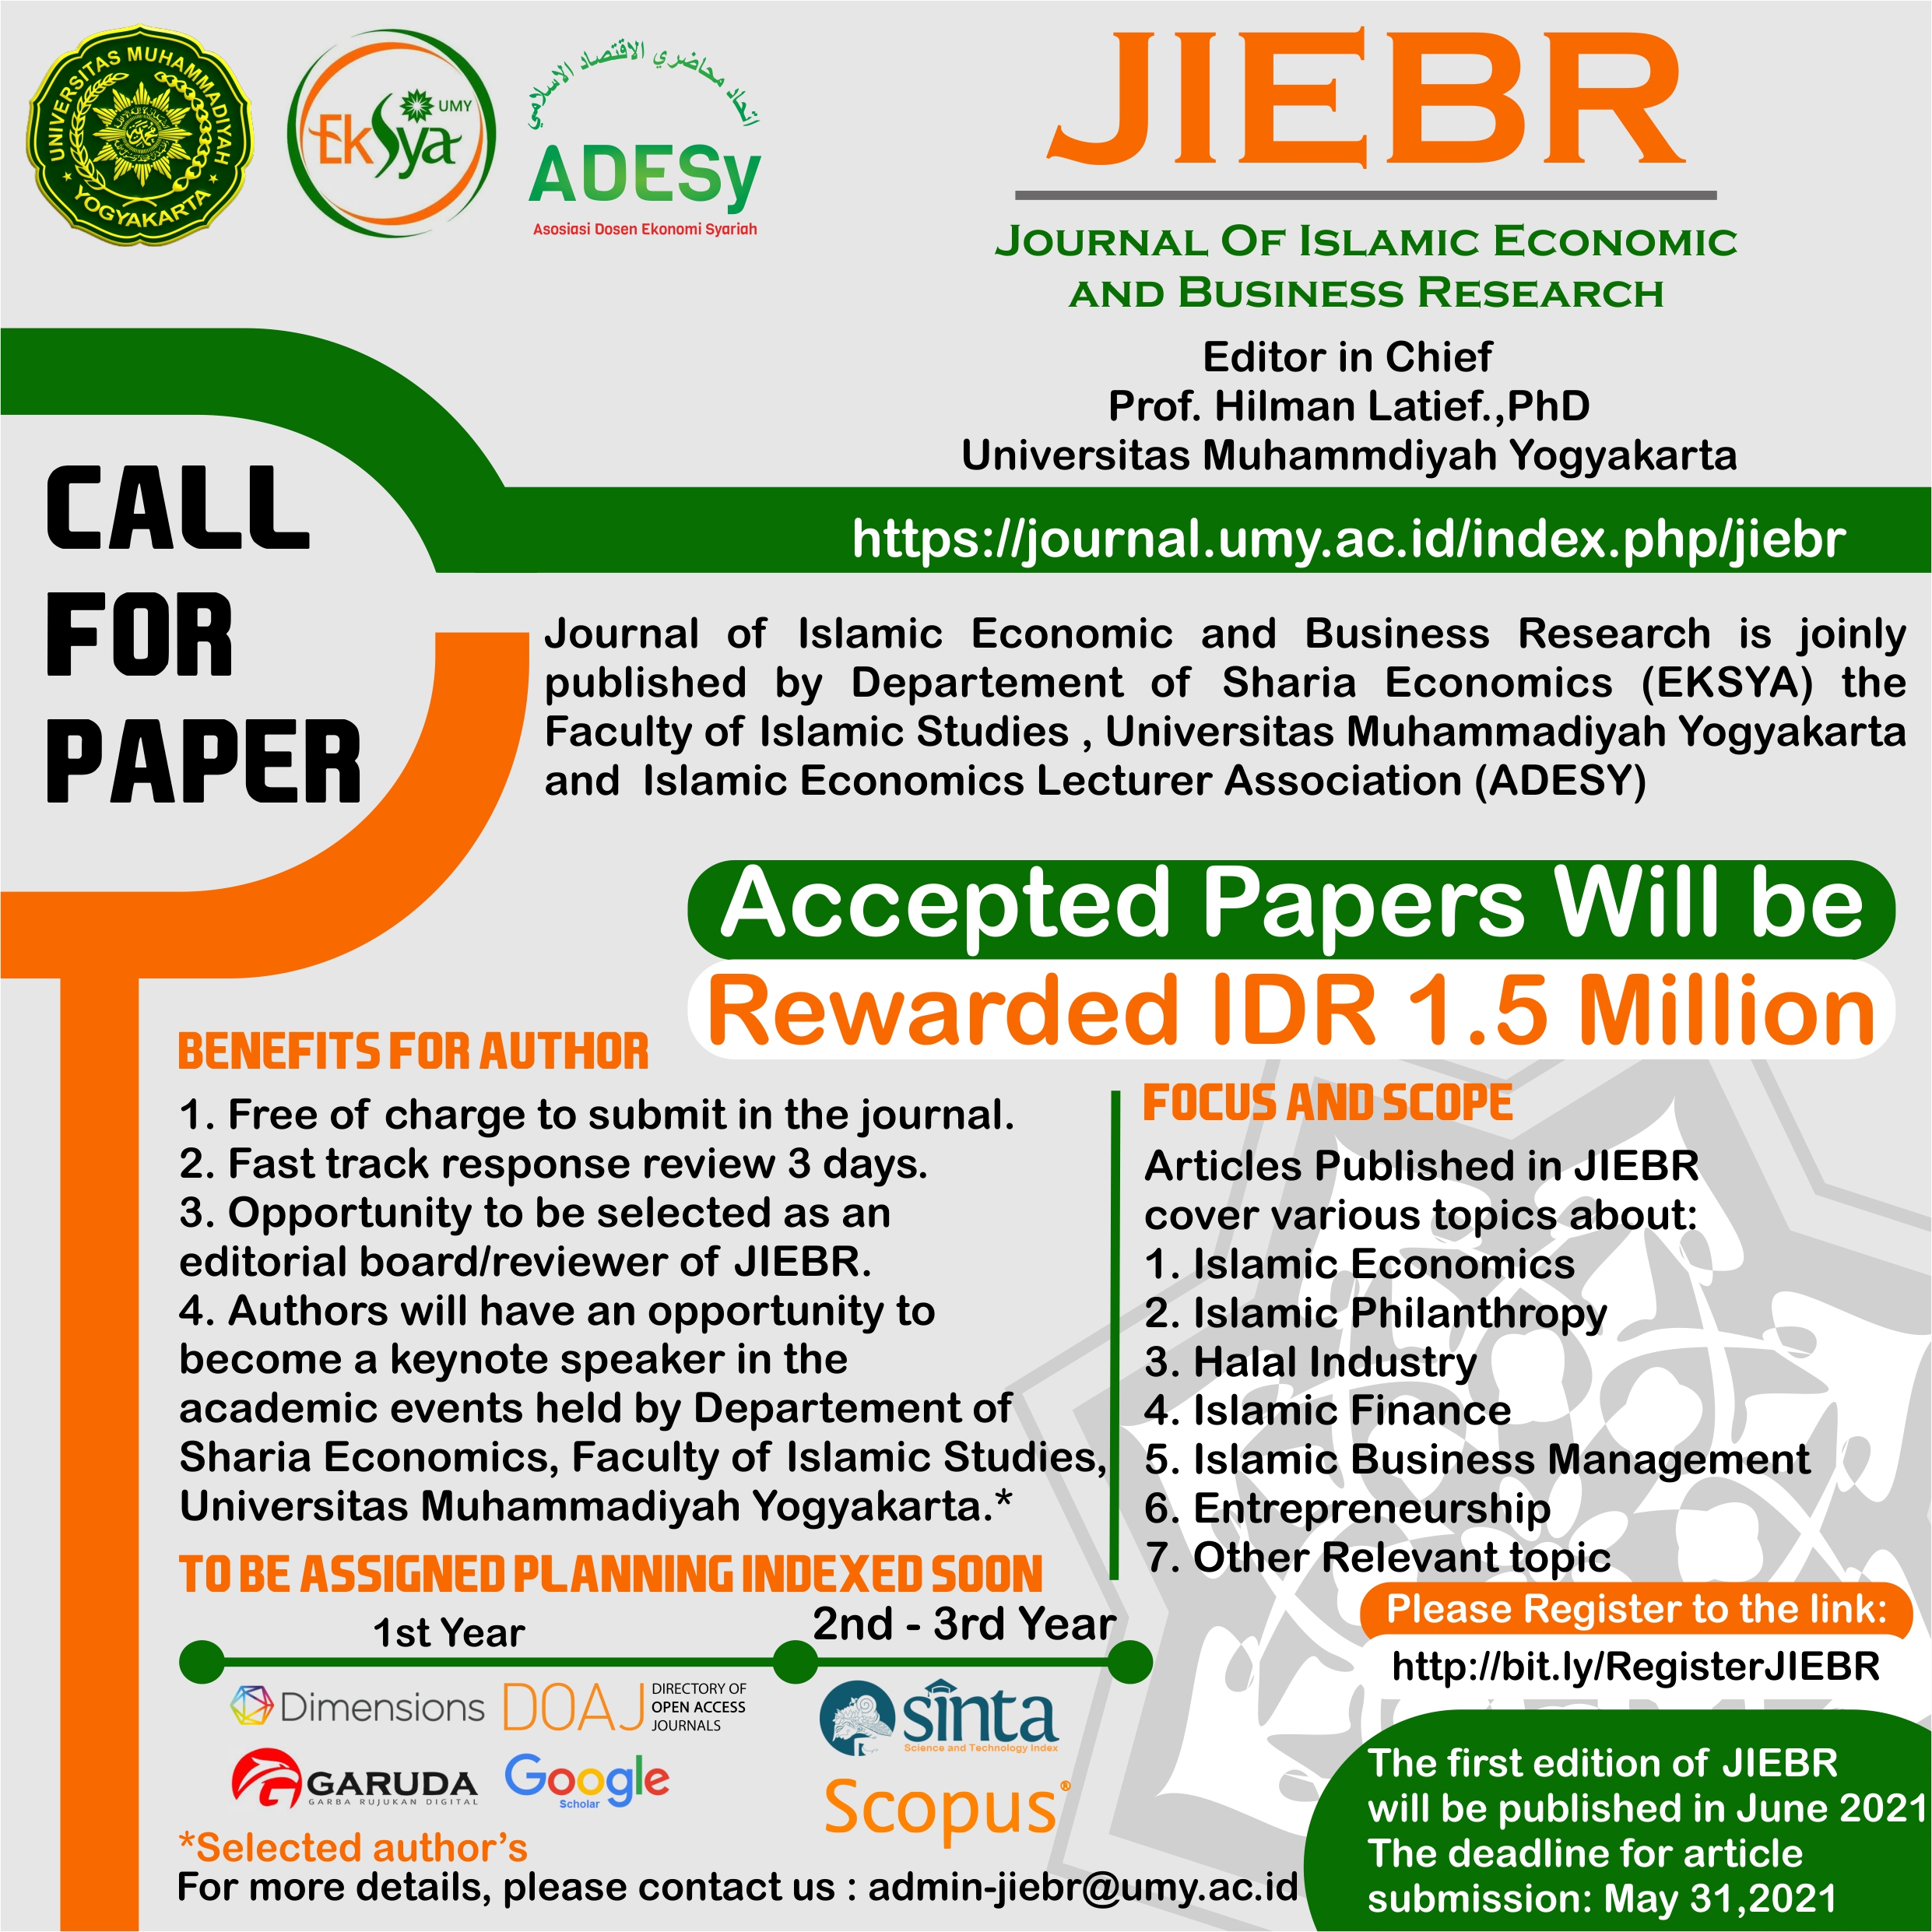 UNIVERSITAS MUHAMMADIYAH
YOGYAKARTA
EkSya UMY
اتحاد محاضري الاقتصاد الاسلامي
ADESy
Asosiasi Dosen Ekonomi Syariah
JIEBR
JOURNAL OF ISLAMIC ECONOMIC
AND BUSINESS RESEARCH
Editor in Chief
Prof. Hilman Latief.,PhD
Universitas Muhammdiyah Yogyakarta
https://journal.umy.ac.id/index.php/jiebr
CALL
FOR
PAPER
Journal of Islamic Economic and Business Research is joinly
published by Departement of Sharia Economics (EKSYA) the
Faculty of Islamic Studies , Universitas Muhammadiyah Yogyakarta
and Islamic Economics Lecturer Association (ADESY)
Accepted Papers Will be
Rewarded IDR 1.5 Million
BENEFITS FOR AUTHOR
1. Free of charge to submit in the journal.
2. Fast track response review 3 days.
3. Opportunity to be selected as an
editorial board/reviewer of JIEBR.
4. Authors will have an opportunity to
become a keynote speaker in the
academic events held by Departement of
Sharia Economics, Faculty of Islamic Studies,
Universitas Muhammadiyah Yogyakarta.*
FOCUS AND SCOPE
Articles Published in JIEBR
cover various topics about:
1. Islamic Economics
2. Islamic Philanthropy
3. Halal Industry
4. Islamic Finance
5. Islamic Business Management
6. Entrepreneurship
7. Other Relevant topic
TO BE ASSIGNED PLANNING INDEXED SOON
1st Year
2nd - 3rd Year
Dimensions
DOAJ
DIRECTORY OF
OPEN ACCESS
JOURNALS
GARUDA
GARBA RUJUKAN DIGITAL
Google
Scholar
sinta
Science and Technology Index
Scopus®
*Selected author's
For more details, please contact us : admin-jiebr@umy.ac.id
Please Register to the link:
http://bit.ly/RegisterJIEBR
The first edition of JIEBR
will be published in June 2021
The deadline for article
submission: May 31,2021